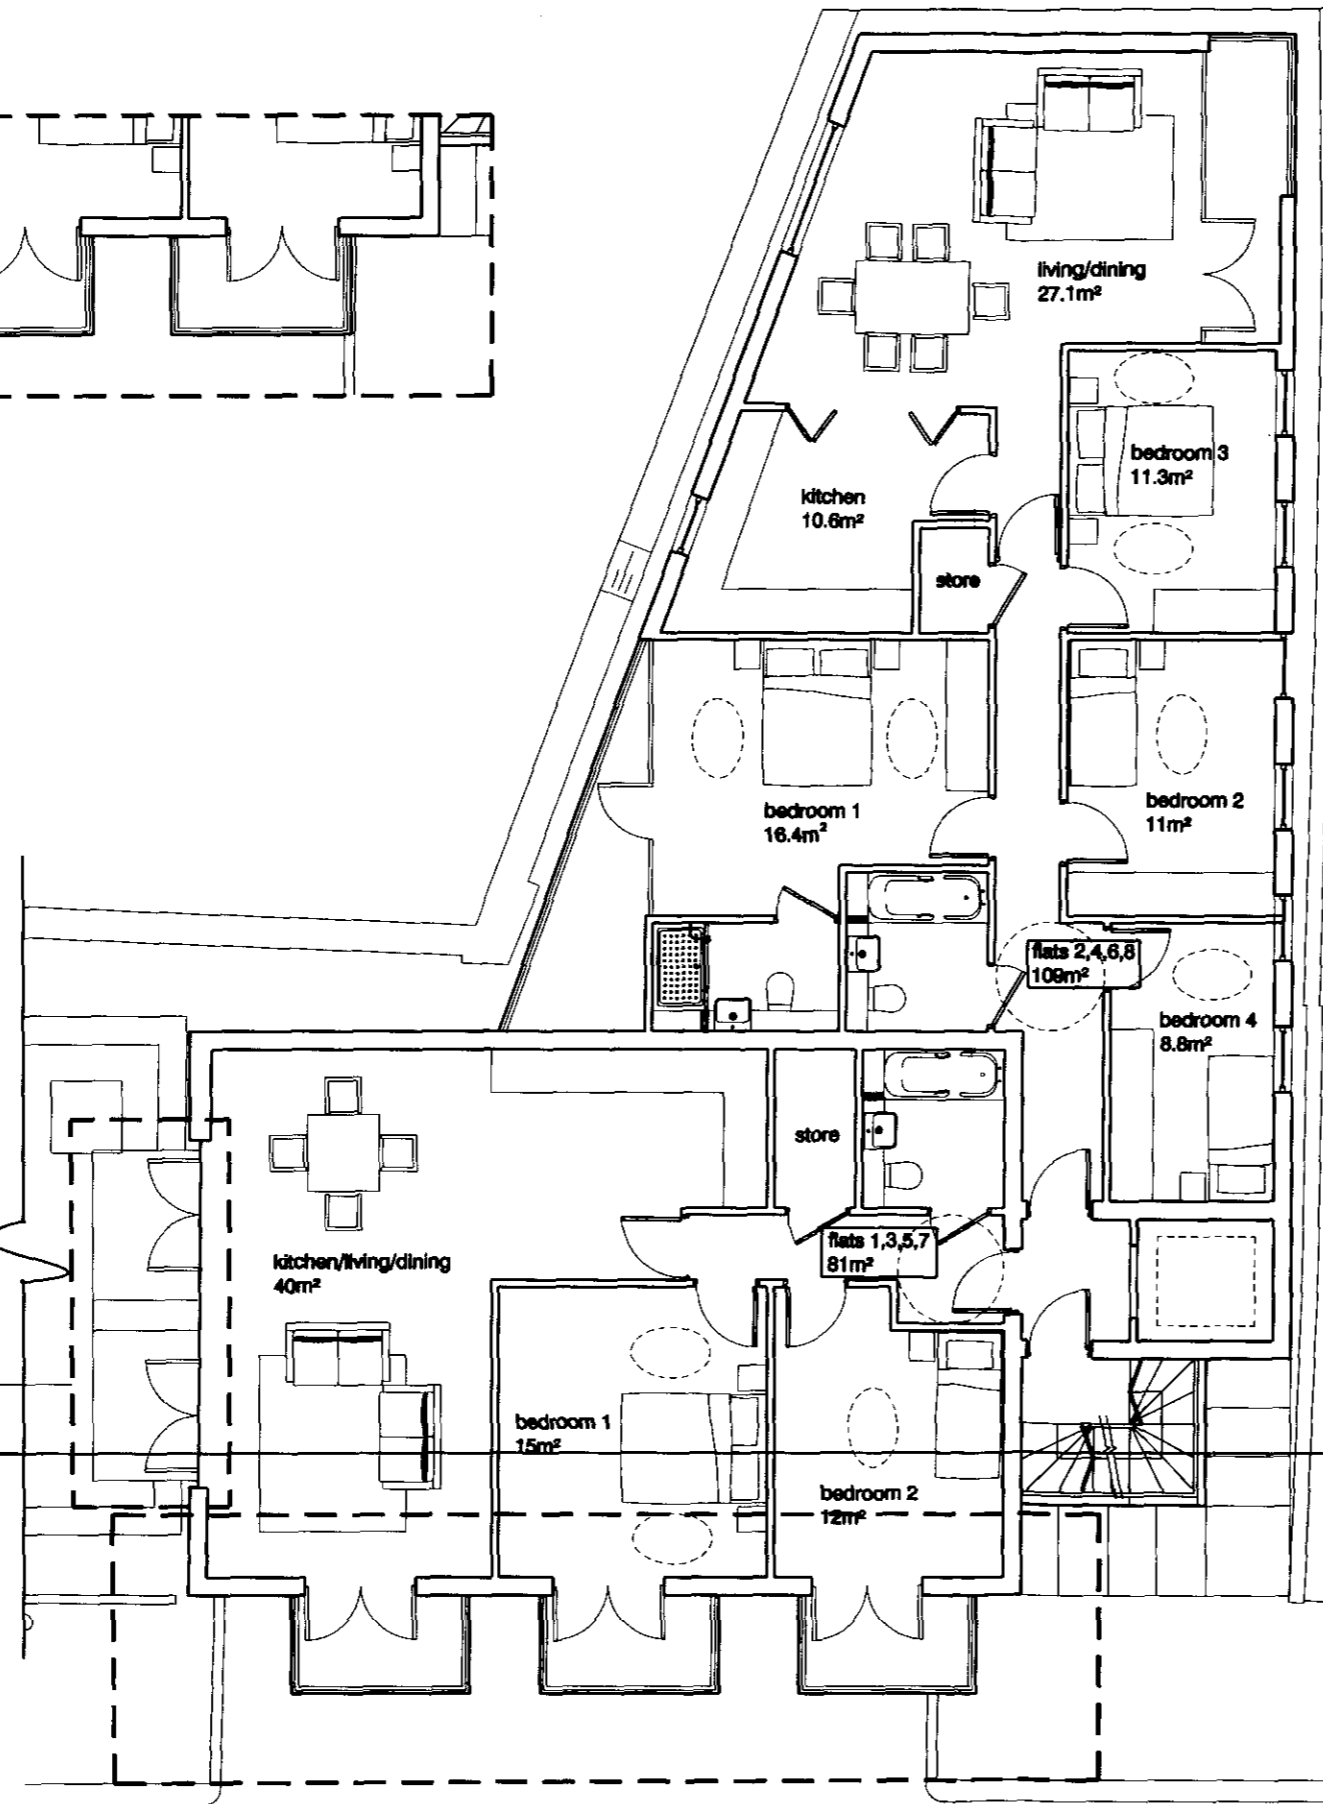 living/dining
27.1m²
bedroom 3
11.3m²
kitchen
10.6m²
store
bedroom 1
16.4m²
bedroom 2
11m²
flats 2,4,6,8
109m²
bedroom 4
8.8m²
store
flats 1,3,5,7
81m²
kitchen/living/dining
40m²
bedroom 1
15m²
bedroom 2
12m²